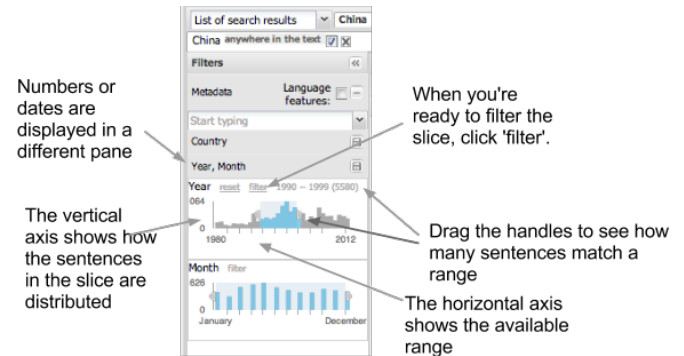 List of search results China
China anywhere in the text
Filters
Metadata Language
features:
Start typing
Country
Year, Month
Year reset filter 1990 -- 1999 (5580)
064
0
1980 2012
Month filter
626
0
January December
Numbers or
dates are
displayed in a
different pane
The vertical
axis shows how
the sentences
in the slice are
distributed
When you're
ready to filter the
slice, click 'filter'.
Drag the handles to see how
many sentences match a
range
The horizontal axis
shows the available
range